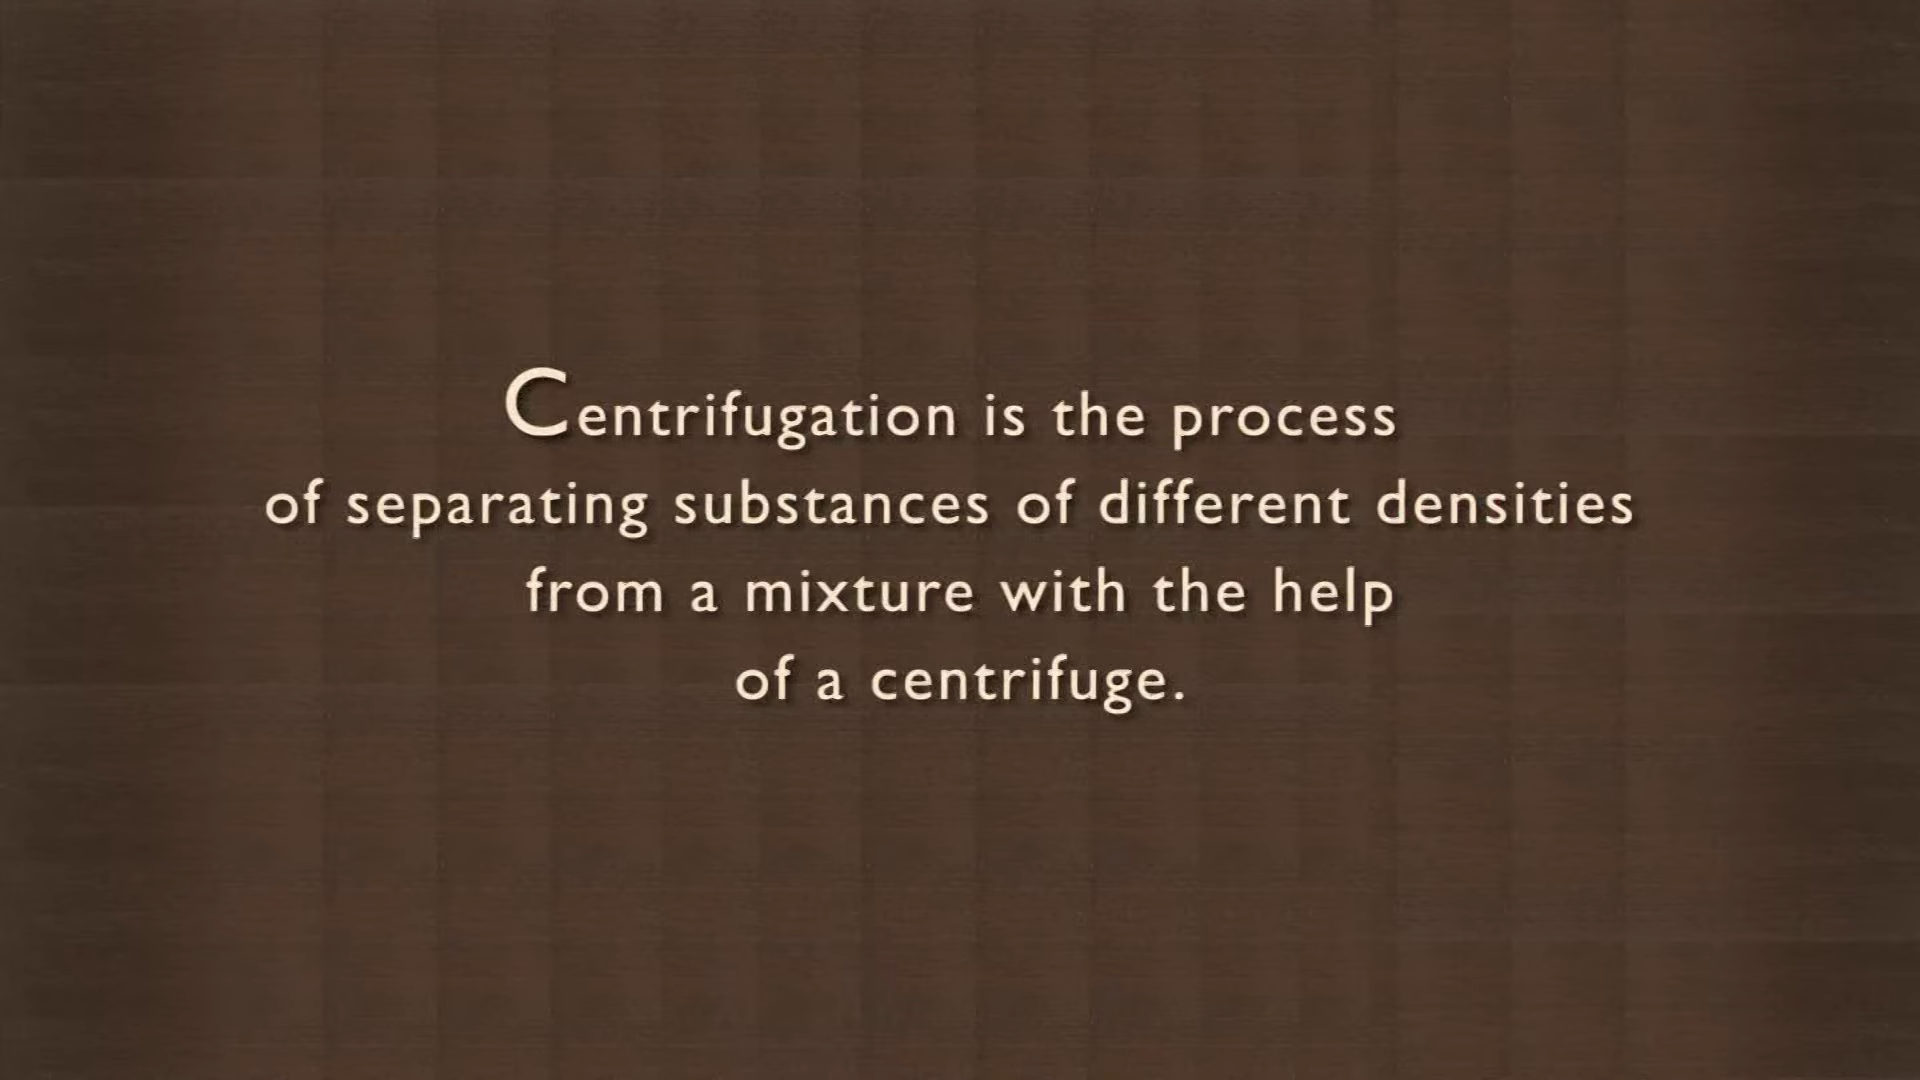 Centrifugation is the process
of separating substances of different densities
from a mixture with the help
of a centrifuge.